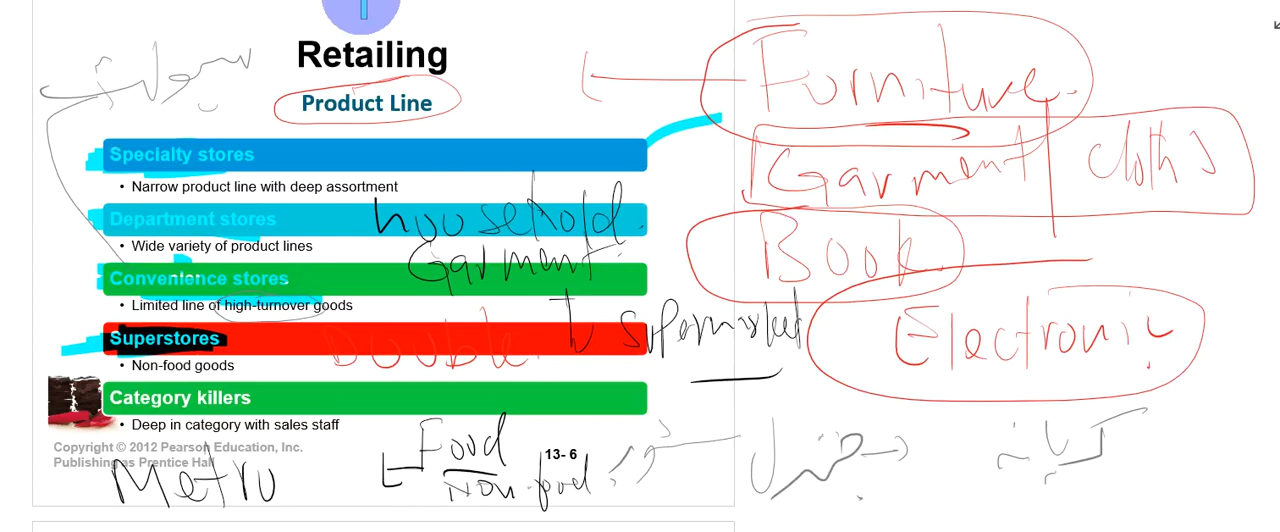 Retailing
Product Line
Specialty stores
• Narrow product line with deep assortment
Department stores
• Wide variety of product lines
Convenience stores
• Limited line of high-turnover goods
Superstores
• Non-food goods
Category killers
• Deep in category with sales staff
Copyright © 2012 Pearson Education, Inc.
Publishing as Prentice Hall
13- 6
سہولت
Furniture
Garment cloths
Book
Electronic
household
Garment
Double to supermarket
Food
Non-food
Metro
جنرل